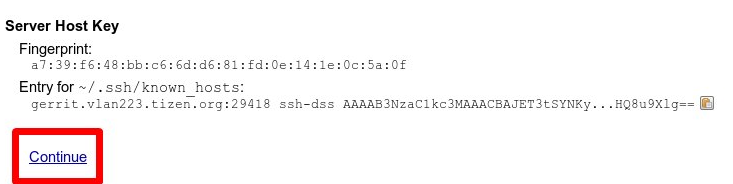 Server Host Key
Fingerprint:
a7:39:f6:48:bb:c6:6d:d6:81:fd:0e:14:1e:0c:5a:0f
Entry for ~/.ssh/known_hosts:
gerrit.vlan223.tizen.org:29418 ssh-dss AAAAB3NzaC1kc3MAAACBAJET3tSYNKy...HQ8u9Xlg==
Continue